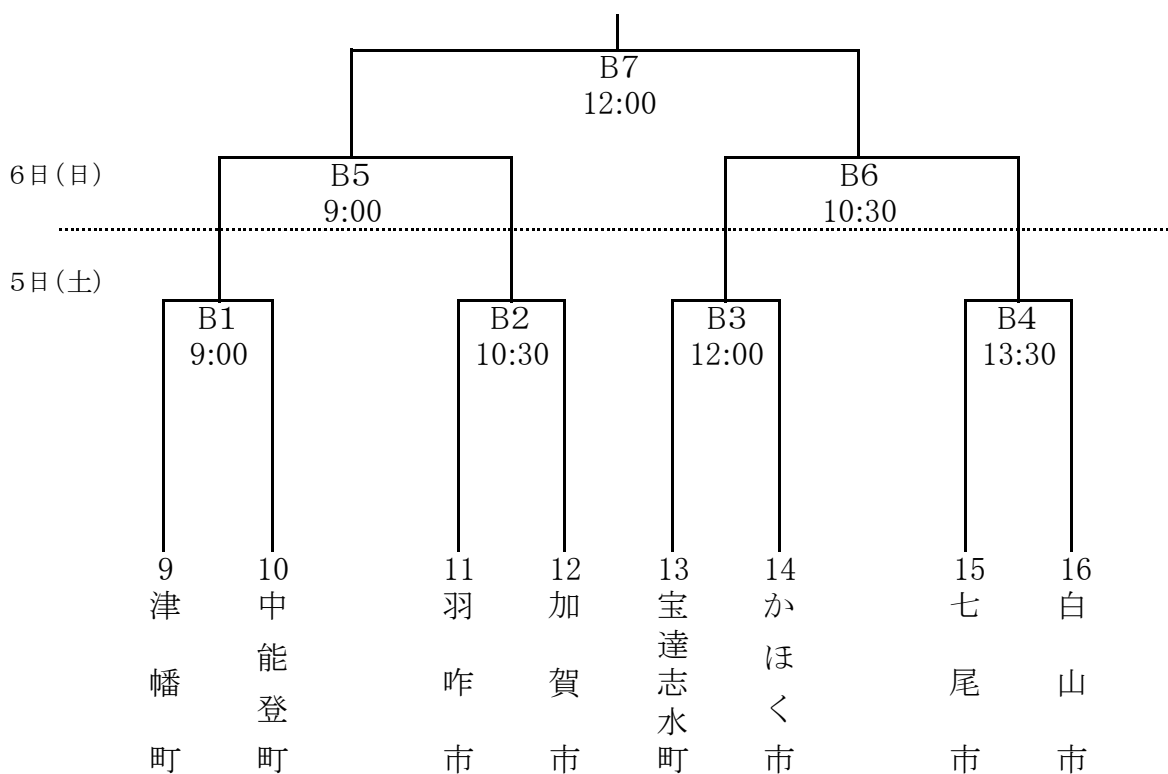 B7
12:00
6日(日)
B5
9:00
B6
10:30
5日(土)
B1
9:00
B2
10:30
B3
12:00
B4
13:30
9
津幡町
10
中能登町
11
羽咋市
12
加賀市
13
宝達志水町
14
かほく市
15
七尾市
16
白山市